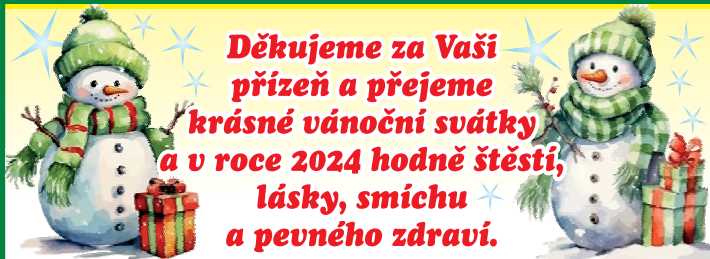 Děkujeme za Vaši
přízeň a přejeme
krásné vánoční svátky
a v roce 2024 hodně štěstí,
lásky, smíchu
a pevného zdraví.